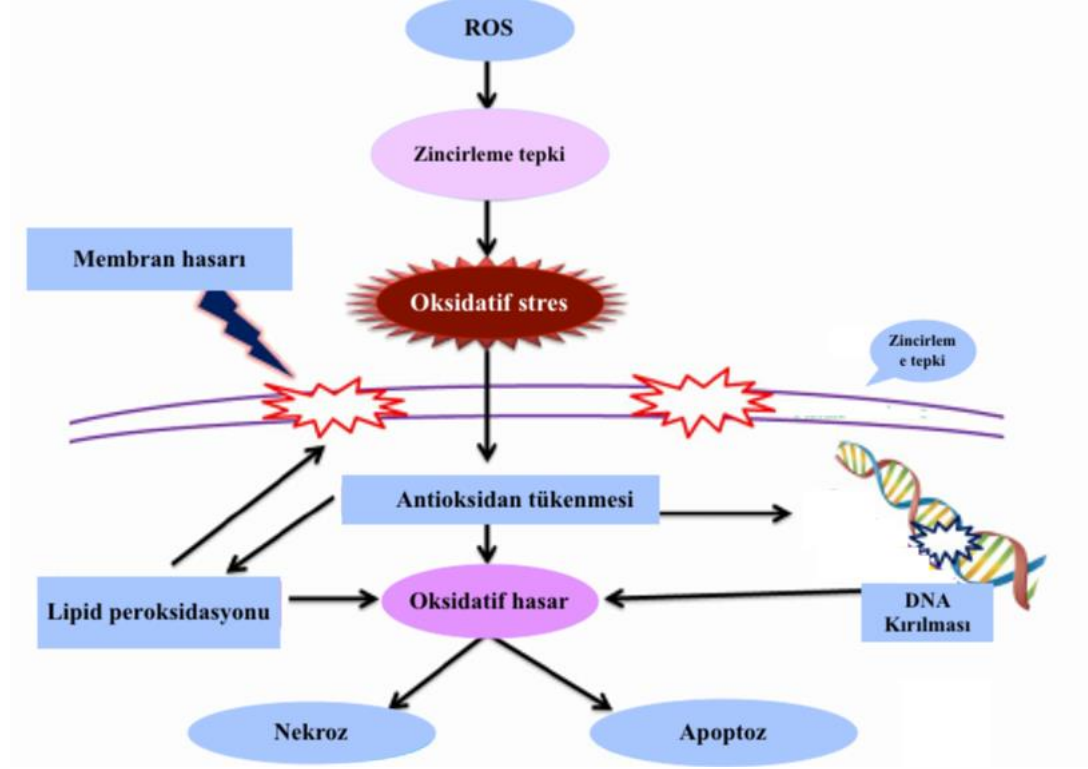 ROS
Zincirleme tepki
Membran hasarı
Oksidatif stres
Zincirlem
e tepki
Antioksidan tükenmesi
Lipid peroksidasyonu
Oksidatif hasar
DNA
Kırılması
Nekroz
Apoptoz